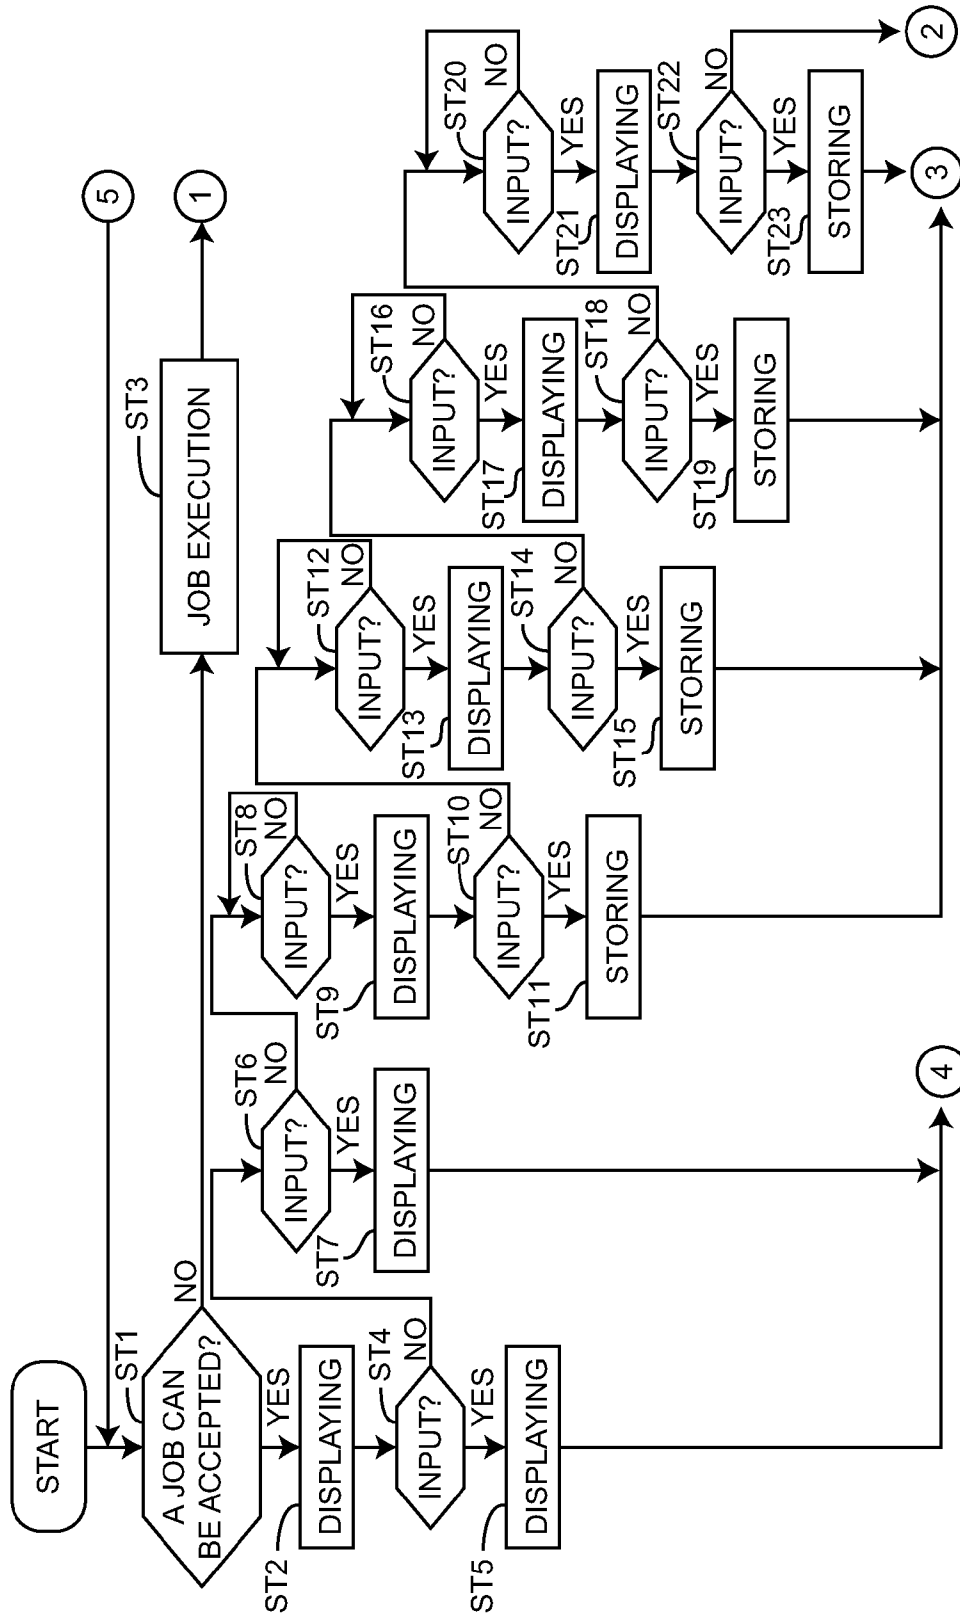 START
5
ST1
A JOB CAN
BE ACCEPTED?
NO
YES
ST3
JOB EXECUTION
1
ST2
DISPLAYING
ST4
INPUT?
NO
YES
ST5
DISPLAYING
ST6
INPUT?
NO
YES
ST7
DISPLAYING
4
ST8
INPUT?
NO
YES
ST9
DISPLAYING
ST10
INPUT?
NO
YES
ST11
STORING
ST12
INPUT?
NO
YES
ST13
DISPLAYING
ST14
INPUT?
NO
YES
ST15
STORING
ST16
INPUT?
NO
YES
ST17
DISPLAYING
ST18
INPUT?
NO
YES
ST19
STORING
ST20
INPUT?
NO
YES
ST21
DISPLAYING
ST22
INPUT?
NO
YES
ST23
STORING
3
2